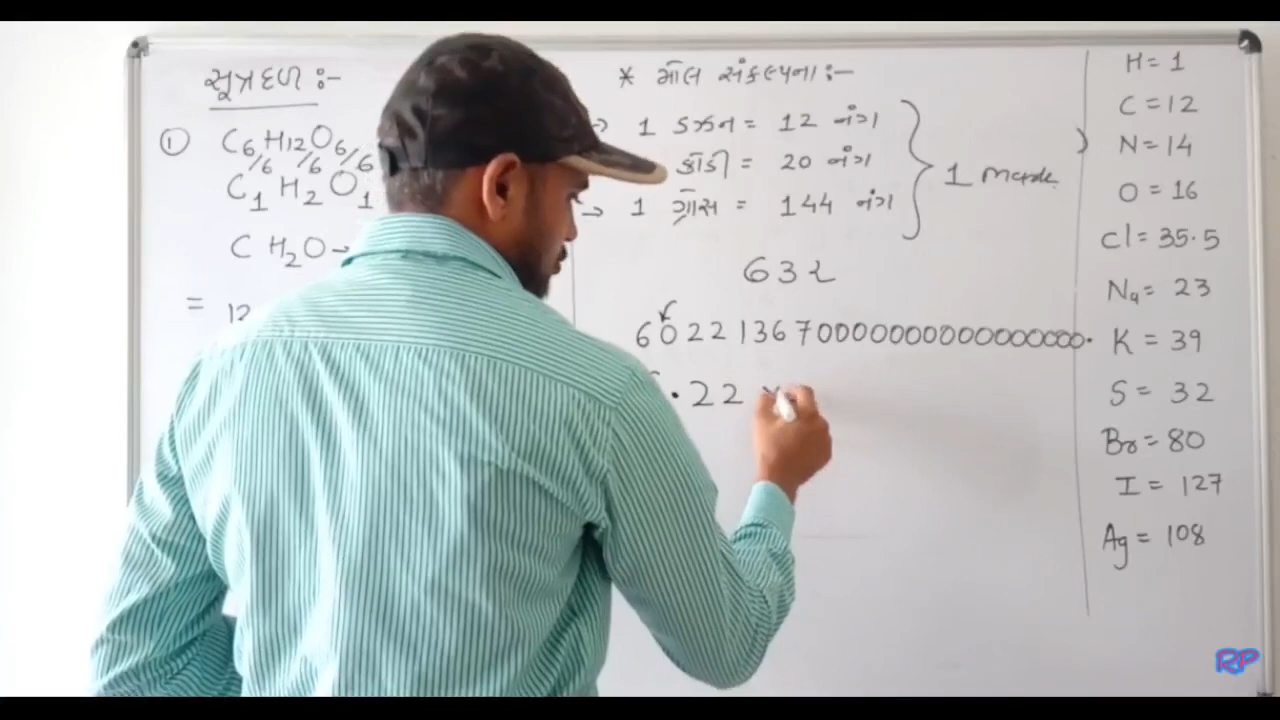 સૂત્રદળ :-
① C6H12O6
/6 /6 /6
C1 H2 O1
C H2O →
= 12
* મોલ સંકલ્પના :-
→ 1 ડઝન = 12 નંગ
કોડી = 20 નંગ
→ 1 ગ્રોસ = 144 નંગ
} 1
632
6022136700000000000000000.
.22 ×
H = 1
C = 12
N = 14
O = 16
Cl = 35.5
Na = 23
K = 39
S = 32
Br = 80
I = 127
Ag = 108
RP